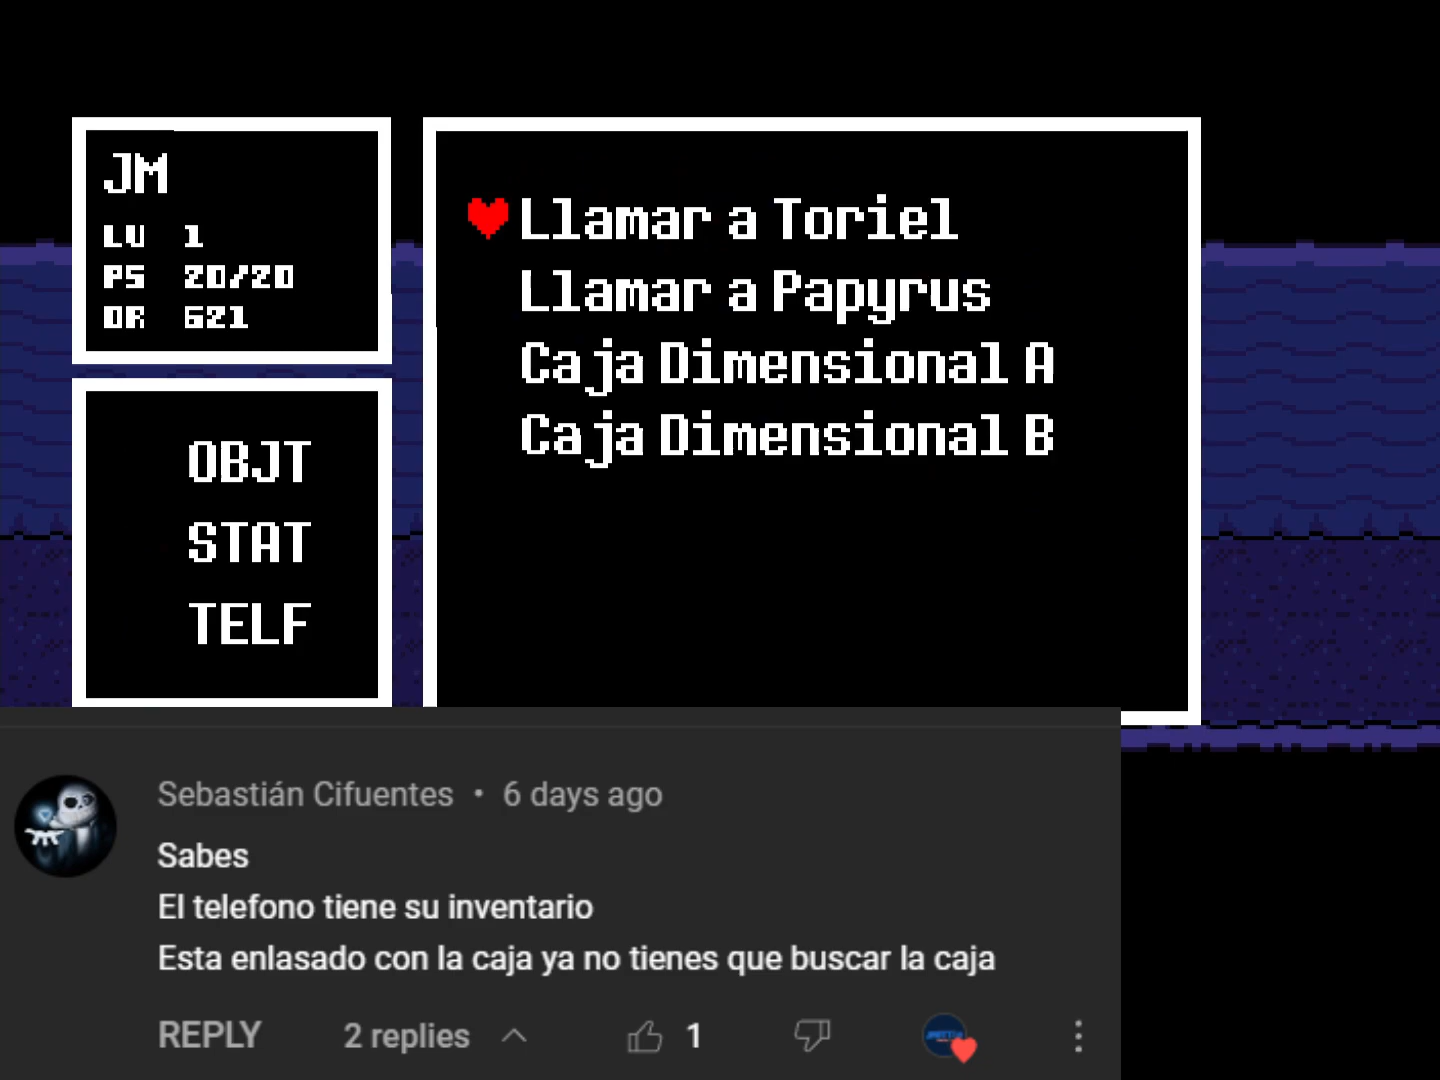 JM
LV 1
PS 20/20
OR 621
OBJT
STAT
TELF
Llamar a Toriel
Llamar a Papyrus
Caja Dimensional A
Caja Dimensional B
Sebastián Cifuentes • 6 days ago
Sabes
El telefono tiene su inventario
Esta enlasado con la caja ya no tienes que buscar la caja
REPLY 2 replies 1